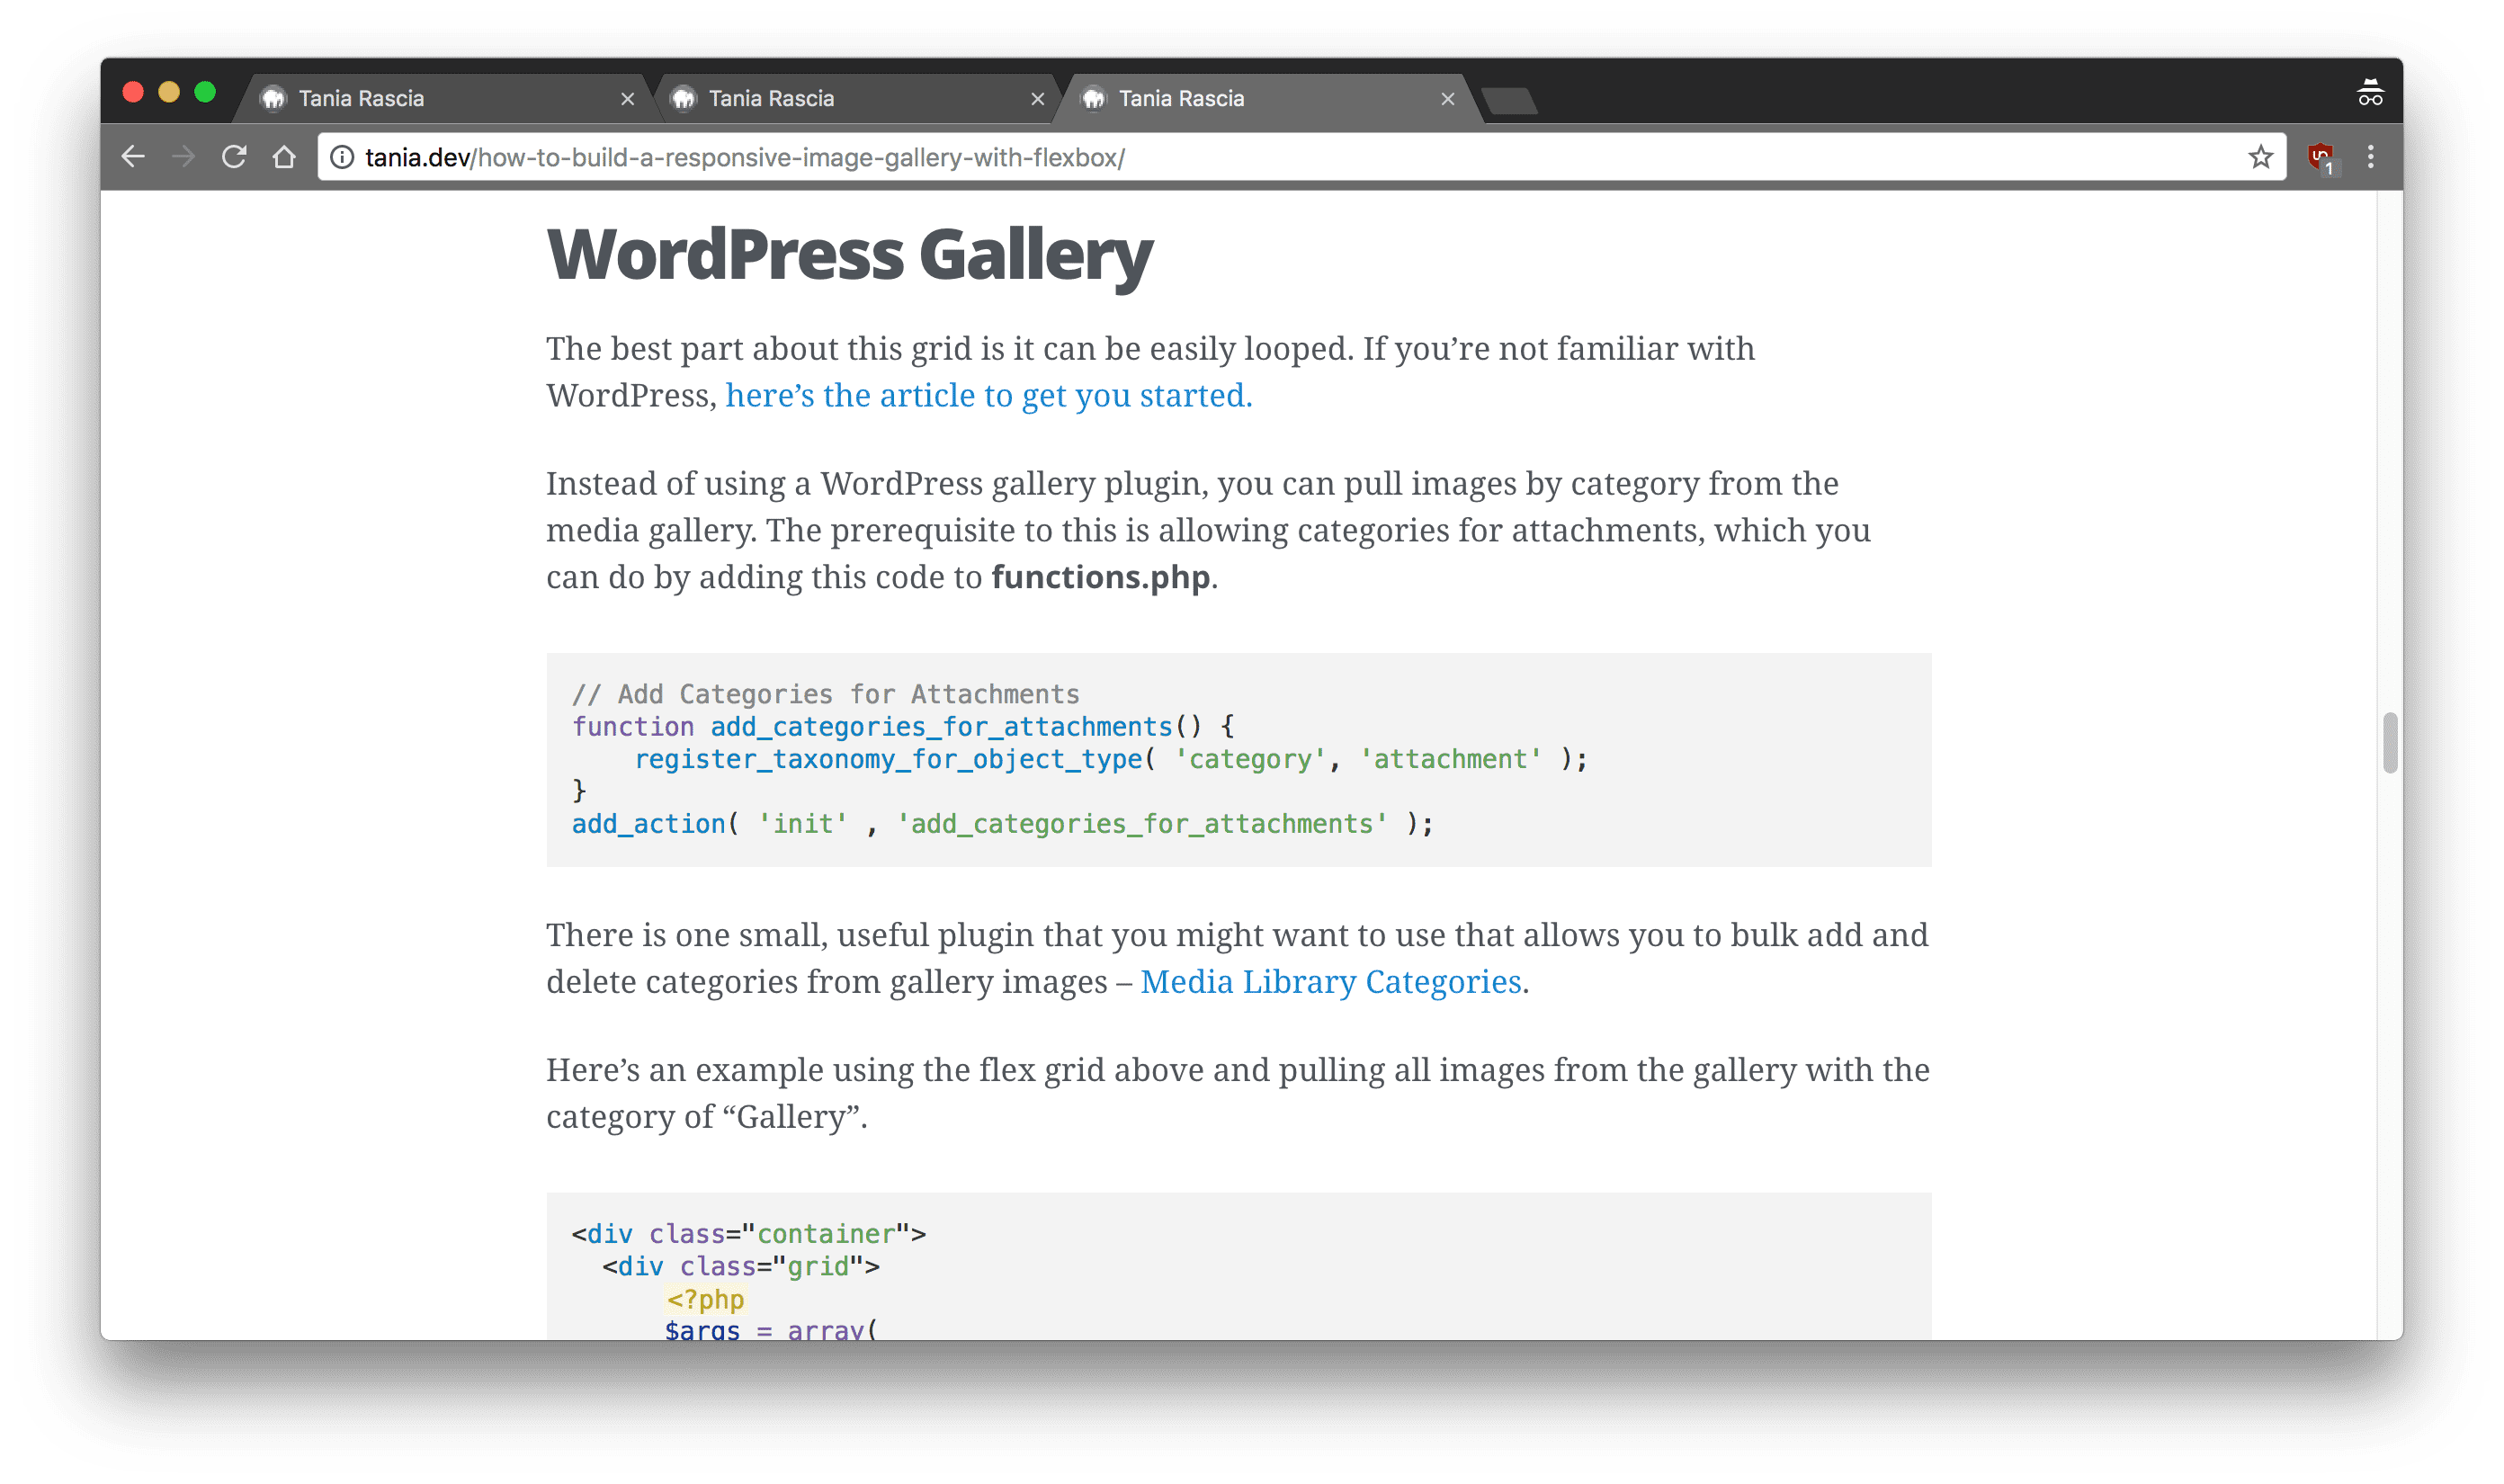 Tania Rascia
Tania Rascia
Tania Rascia
tania.dev/how-to-build-a-responsive-image-gallery-with-flexbox/
1
WordPress Gallery
The best part about this grid is it can be easily looped. If you’re not familiar with
WordPress, here’s the article to get you started.
Instead of using a WordPress gallery plugin, you can pull images by category from the
media gallery. The prerequisite to this is allowing categories for attachments, which you
can do by adding this code to functions.php.
// Add Categories for Attachments
function add_categories_for_attachments() {
    register_taxonomy_for_object_type( 'category', 'attachment' );
}
add_action( 'init' , 'add_categories_for_attachments' );
There is one small, useful plugin that you might want to use that allows you to bulk add and
delete categories from gallery images – Media Library Categories.
Here’s an example using the flex grid above and pulling all images from the gallery with the
category of “Gallery”.
<div class="container">
  <div class="grid">
      <?php
      $args = array(